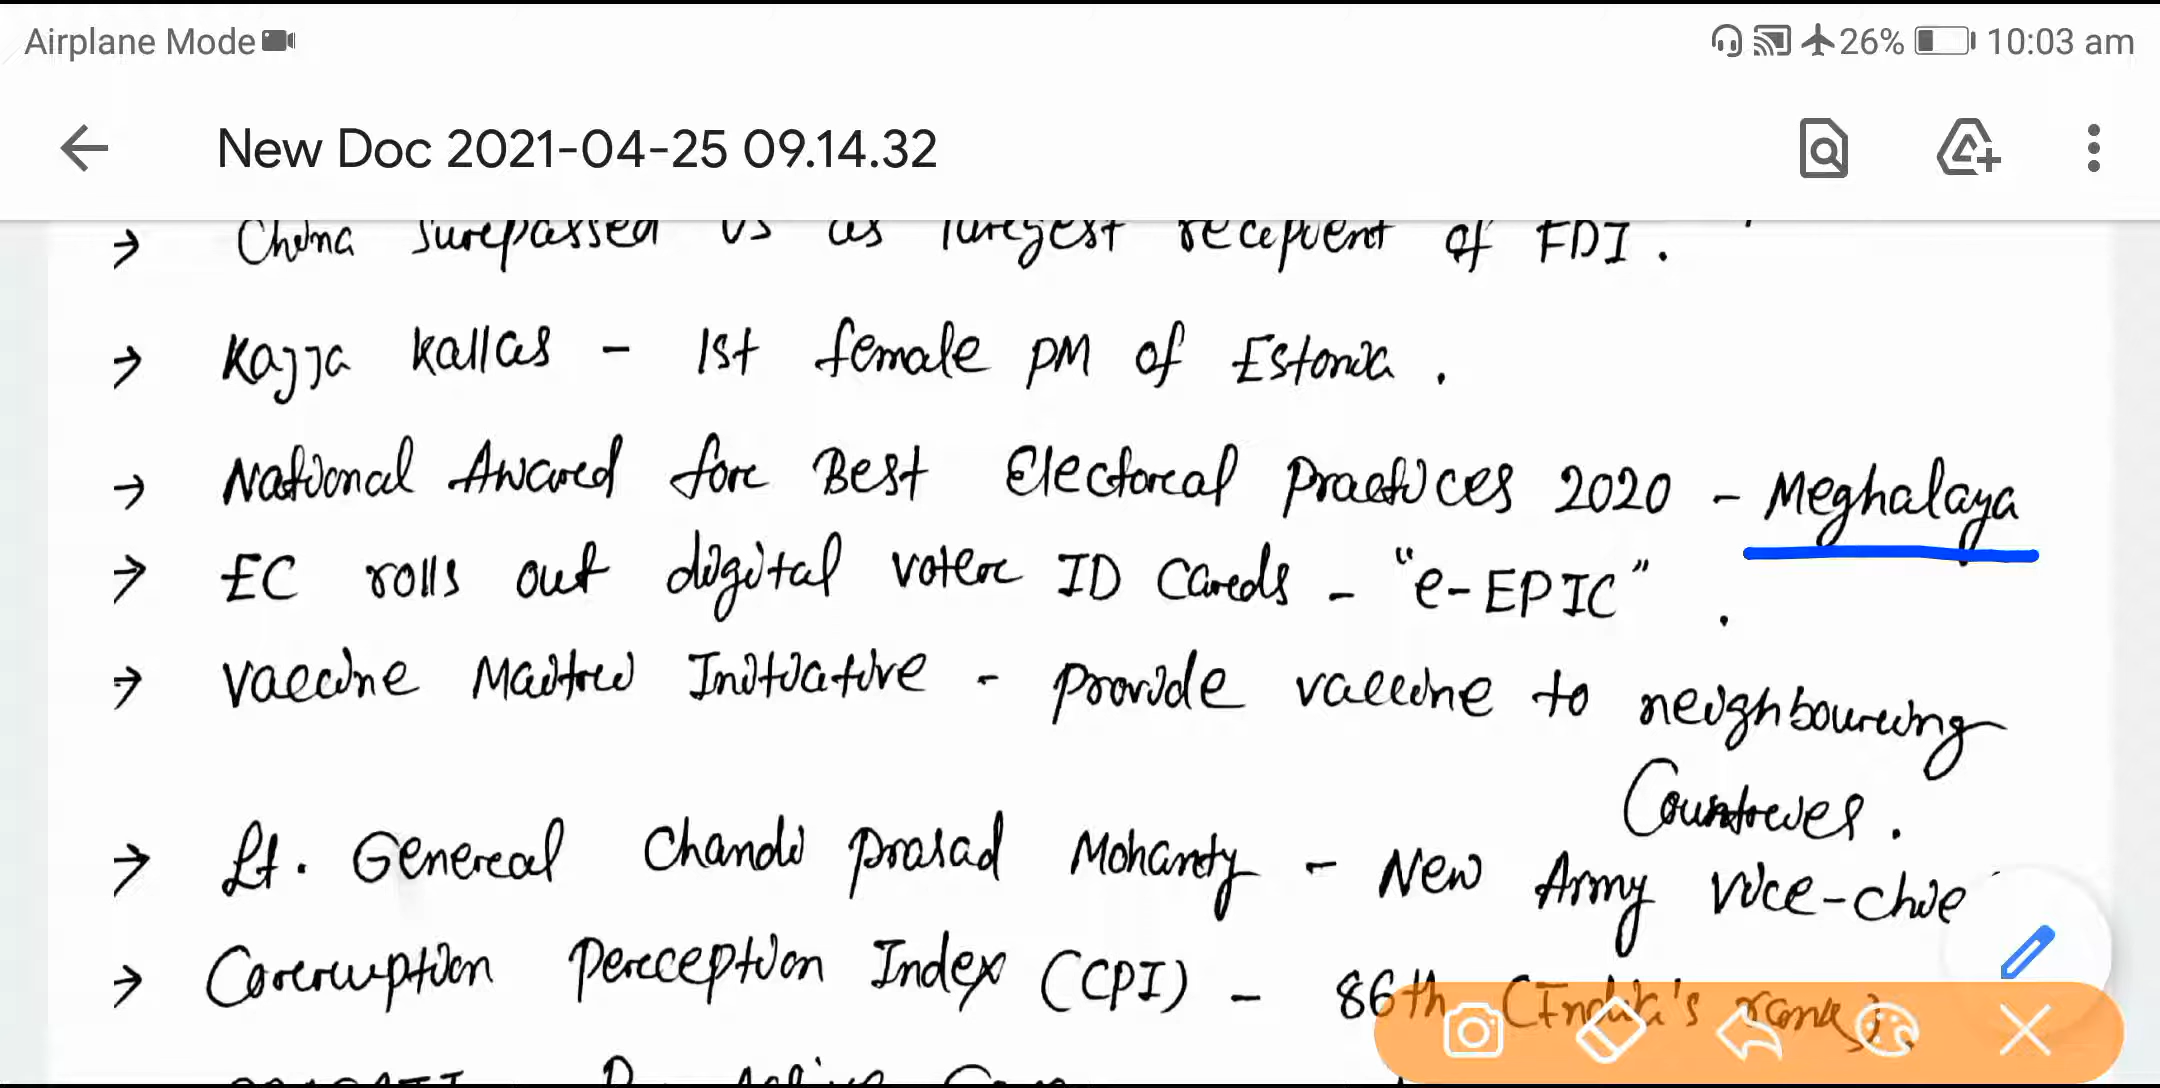 Airplane Mode 26% 10:03 am
New Doc 2021-04-25 09.14.32
→ China Surpassed US as largest recepient of FDI.
→ Kajja Kallas - 1st female PM of Estonia.
→ National Award for Best Electoral Practices 2020 - Meghalaya
→ EC rolls out digital voter ID Cards - "e-EPIC".
→ Vaccine Maitri Initiative - provide vaccine to neighbouring
Countries.
→ Lt. General Chandi Prasad Mohanty - New Army Vice-chie
→ Corruption Perception Index (CPI) - 86th (India's rank)